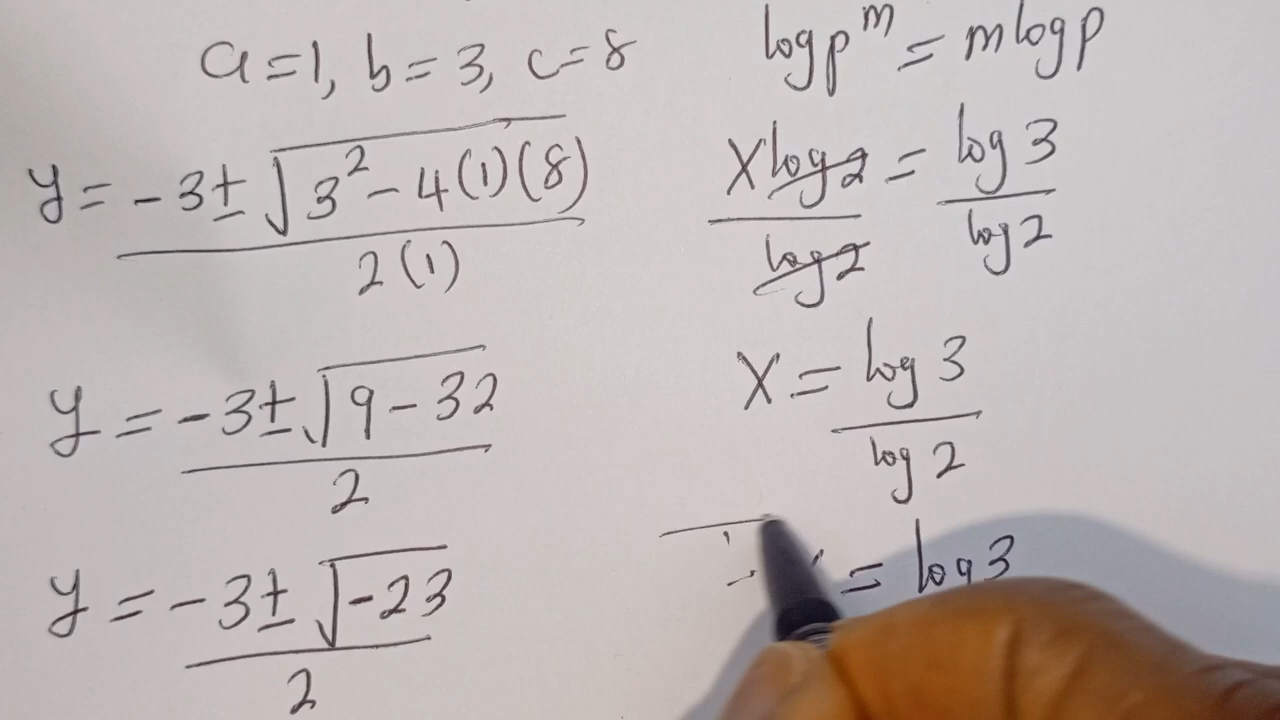 a=1, b=3, c=8
y = -3±√3²-4(1)(8)
2(1)
y = -3±√9-32
2
y = -3±√-23
2
log pᵐ = m log p
x log 2 = log 3
log 2 log 2
x = log 3
log 2
= log 3